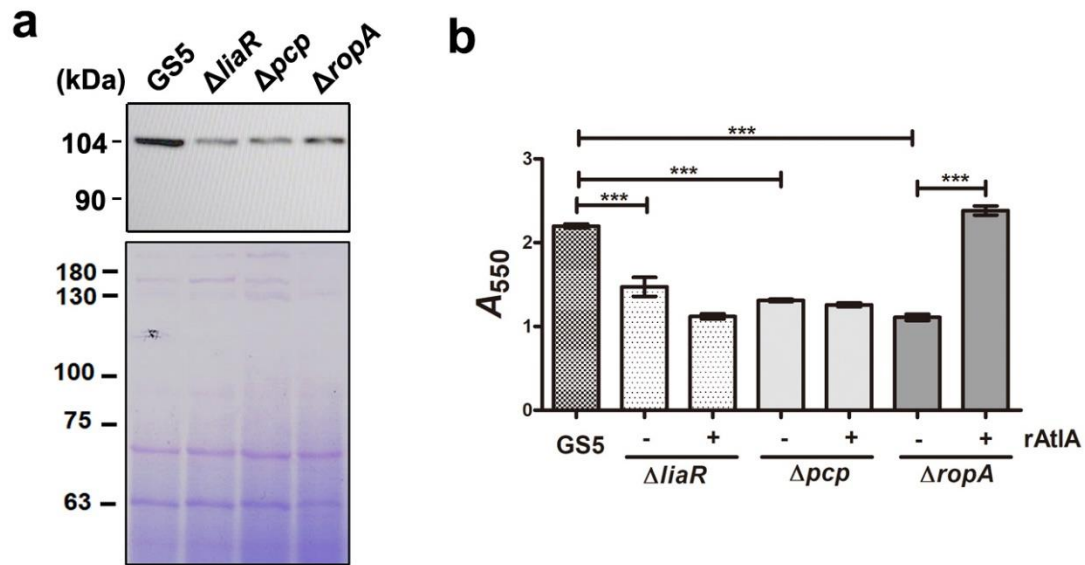 a
(kDa) GS5 ΔliaR Δpcp ΔropA
104
90
180
130
100
75
63
b
***
***
*** ***
3
2
1
0
A550
GS5 - + - + - + rAtlA
ΔliaR Δpcp ΔropA